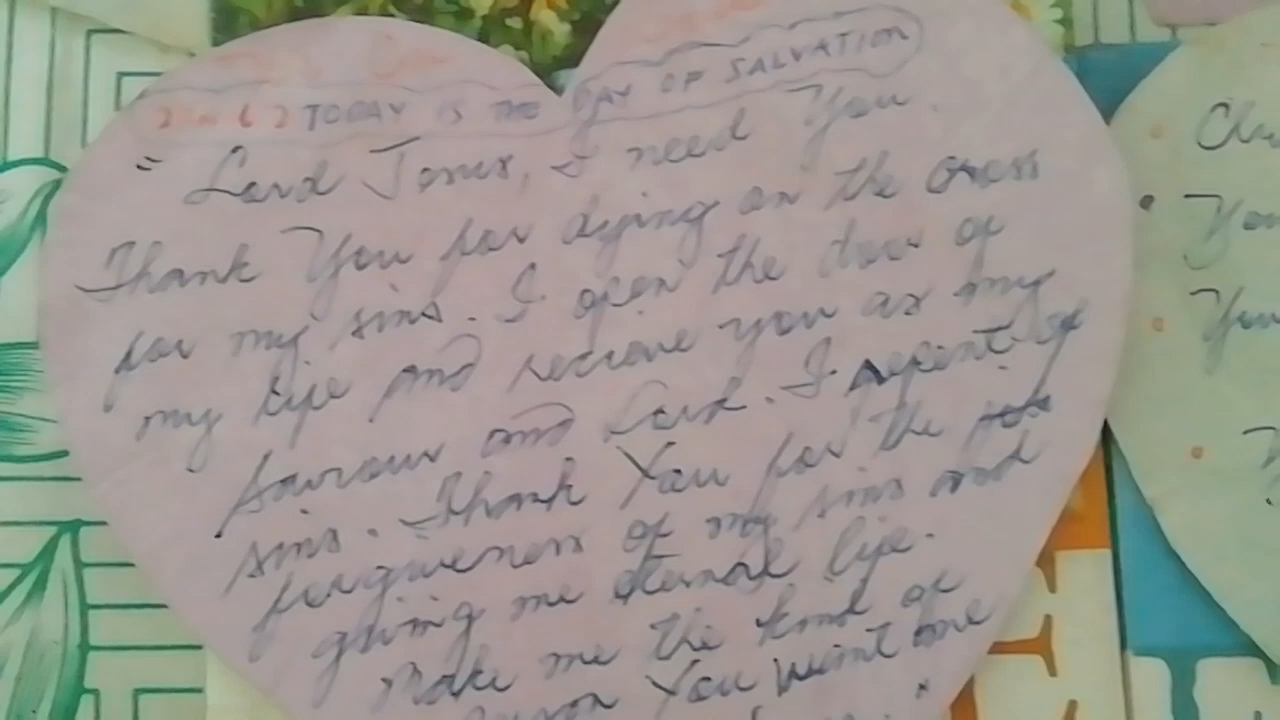 TODAY IS THE DAY OF SALVATION
" Lord Jesus, I need You.
Thank You for dying on the cross
for my sins. I open the door of
my life and recieve you as my
Saviour and Lord. I repent of
sins. Thank You for the
forgiveness of my sins and
giving me eternal life.
Make me the kind of
You want me
You